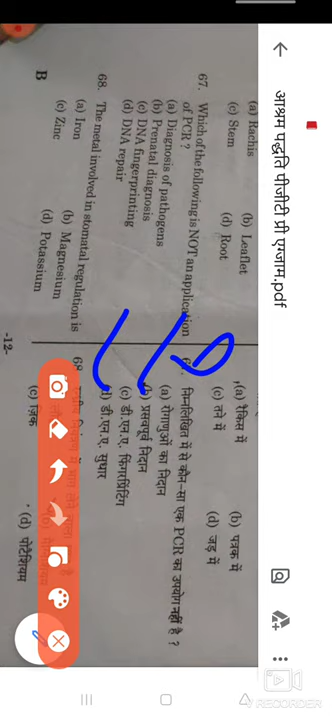 आश्रम पद्धति पीजीटी प्री एग्जाम.pdf
(a) Rachis
(b) Leaflet
(c) Stem
(d) Root
67. Which of the following is NOT an application of PCR ?
(a) Diagnosis of pathogens
(b) Prenatal diagnosis
(c) DNA fingerprinting
(d) DNA repair
68. The metal involved in stomatal regulation is
(a) Iron
(b) Magnesium
(c) Zinc
(d) Potassium
B
-12-
(a) रैकिस में
(b) पत्रक में
(c) तने में
(d) जड़ में
निम्नलिखित में से कौन-सा एक PCR का उपयोग नहीं है ?
(a) रोगाणुओं का निदान
(b) प्रसवपूर्व निदान
(c) डी.एन.ए. फिंगरप्रिंटिंग
(d) डी.एन.ए. सुधार
68
(c) ज़िंक
(d) पोटैशियम
RECORDER